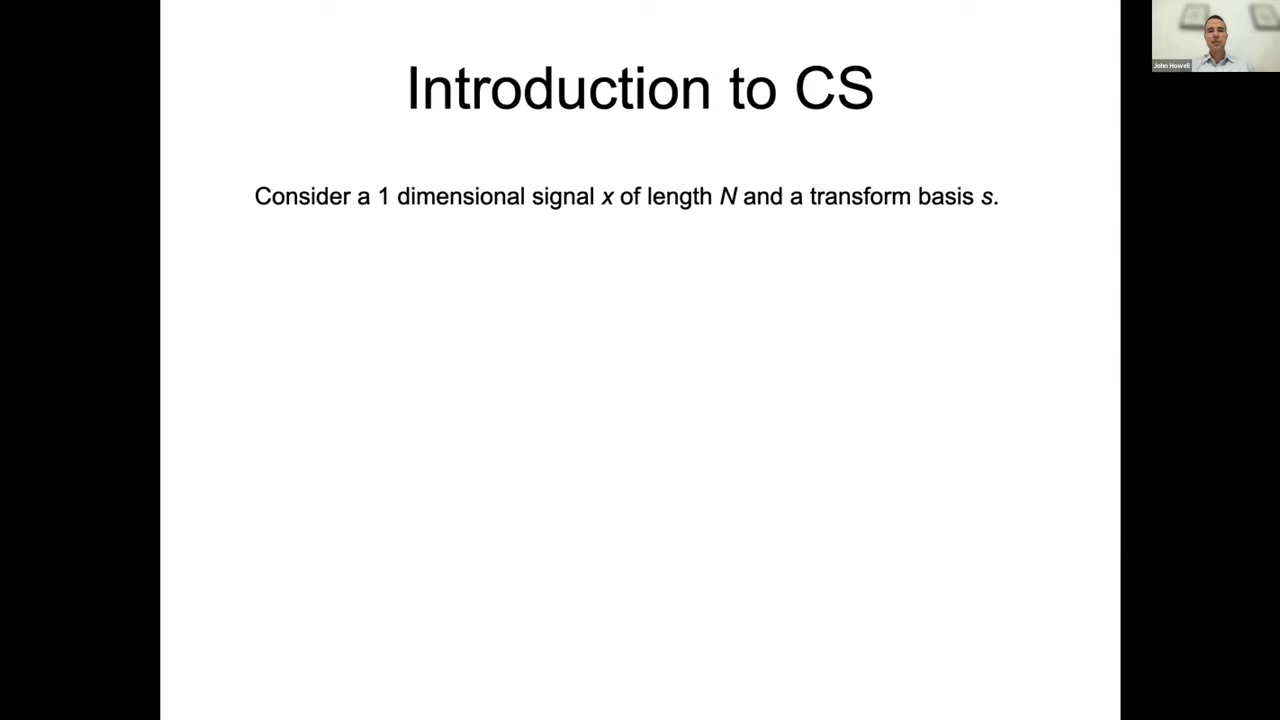 Introduction to CS
Consider a 1 dimensional signal x of length N and a transform basis s.
John Howell